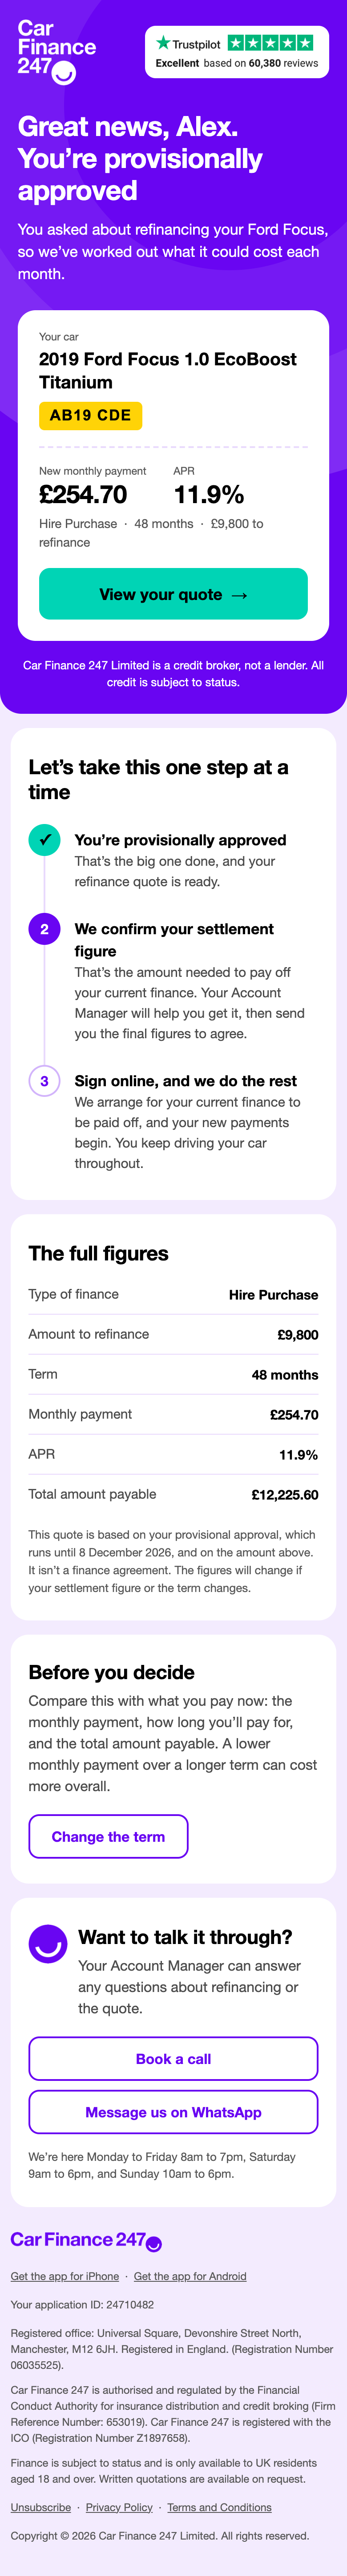 Car
Finance
247
Trustpilot
Excellent based on 60,380 reviews
Great news, Alex.
You're provisionally
approved
You asked about refinancing your Ford Focus,
so we've worked out what it could cost each
month.
Your car
2019 Ford Focus 1.0 EcoBoost
Titanium
AB19 CDE
New monthly payment APR
£254.70 11.9%
Hire Purchase · 48 months · £9,800 to
refinance
View your quote →
Car Finance 247 Limited is a credit broker, not a lender. All
credit is subject to status.
Let's take this one step at a
time
✓ You're provisionally approved
That's the big one done, and your
refinance quote is ready.
2 We confirm your settlement
figure
That's the amount needed to pay off
your current finance. Your Account
Manager will help you get it, then send
you the final figures to agree.
3 Sign online, and we do the rest
We arrange for your current finance to
be paid off, and your new payments
begin. You keep driving your car
throughout.
The full figures
Type of finance Hire Purchase
Amount to refinance £9,800
Term 48 months
Monthly payment £254.70
APR 11.9%
Total amount payable £12,225.60
This quote is based on your provisional approval, which
runs until 8 December 2026, and on the amount above.
It isn't a finance agreement. The figures will change if
your settlement figure or the term changes.
Before you decide
Compare this with what you pay now: the
monthly payment, how long you'll pay for,
and the total amount payable. A lower
monthly payment over a longer term can cost
more overall.
Change the term
Want to talk it through?
Your Account Manager can answer
any questions about refinancing or
the quote.
Book a call
Message us on WhatsApp
We're here Monday to Friday 8am to 7pm, Saturday
9am to 6pm, and Sunday 10am to 6pm.
Car Finance 247
Get the app for iPhone · Get the app for Android
Your application ID: 24710482
Registered office: Universal Square, Devonshire Street North,
Manchester, M12 6JH. Registered in England. (Registration Number
06035525).
Car Finance 247 is authorised and regulated by the Financial
Conduct Authority for insurance distribution and credit broking (Firm
Reference Number: 653019). Car Finance 247 is registered with the
ICO (Registration Number Z1897658).
Finance is subject to status and is only available to UK residents
aged 18 and over. Written quotations are available on request.
Unsubscribe · Privacy Policy · Terms and Conditions
Copyright © 2026 Car Finance 247 Limited. All rights reserved.